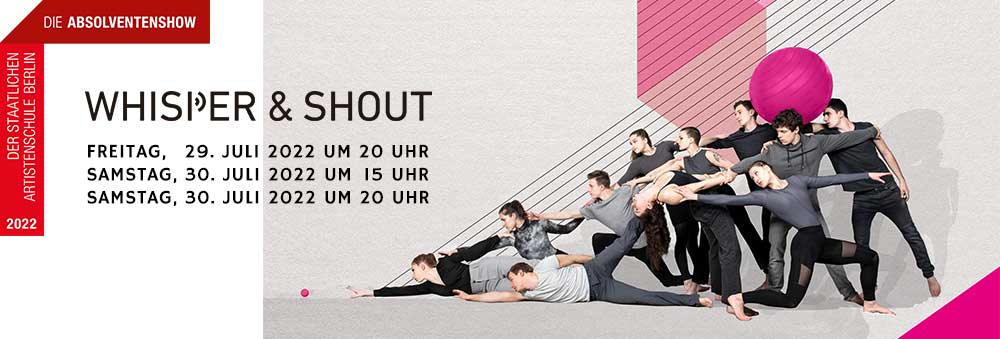 DIE ABSOLVENTENSHOW
DER STAATLICHEN
ARTISTENSCHULE BERLIN
2022
WHISPER & SHOUT
FREITAG, 29. JULI 2022 UM 20 UHR
SAMSTAG, 30. JULI 2022 UM 15 UHR
SAMSTAG, 30. JULI 2022 UM 20 UHR